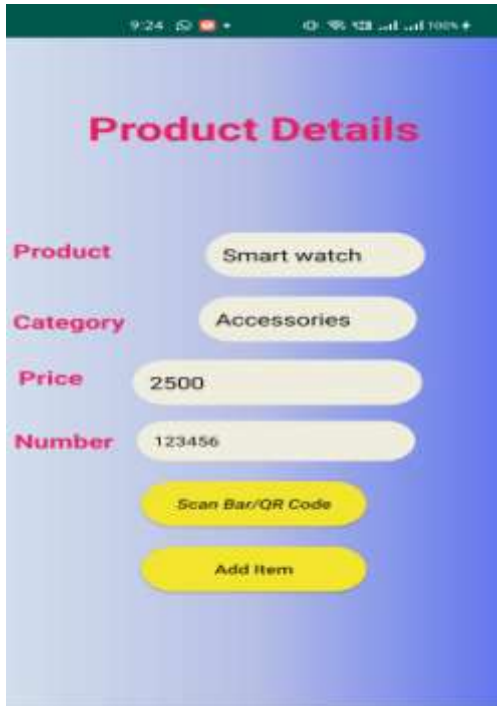 9:24 100%
Product Details
Product Smart watch
Category Accessories
Price 2500
Number 123456
Scan Bar/QR Code
Add Item